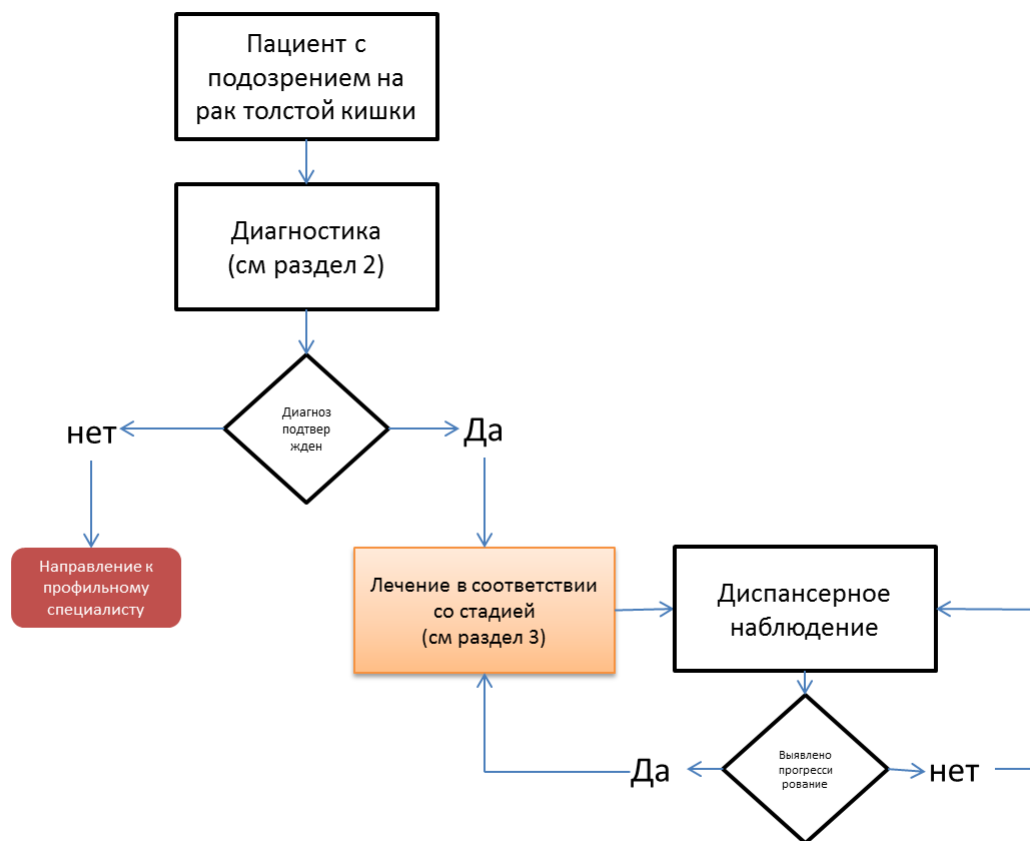 Пациент с
подозрением на
рак толстой кишки
Диагностика
(см раздел 2)
Диагноз
подтвер
жден
нет
Да
Направление к
профильному
специалисту
Лечение в соответствии
со стадией
(см раздел 3)
Диспансерное
наблюдение
Выявлено
прогресси
рование
Да
нет